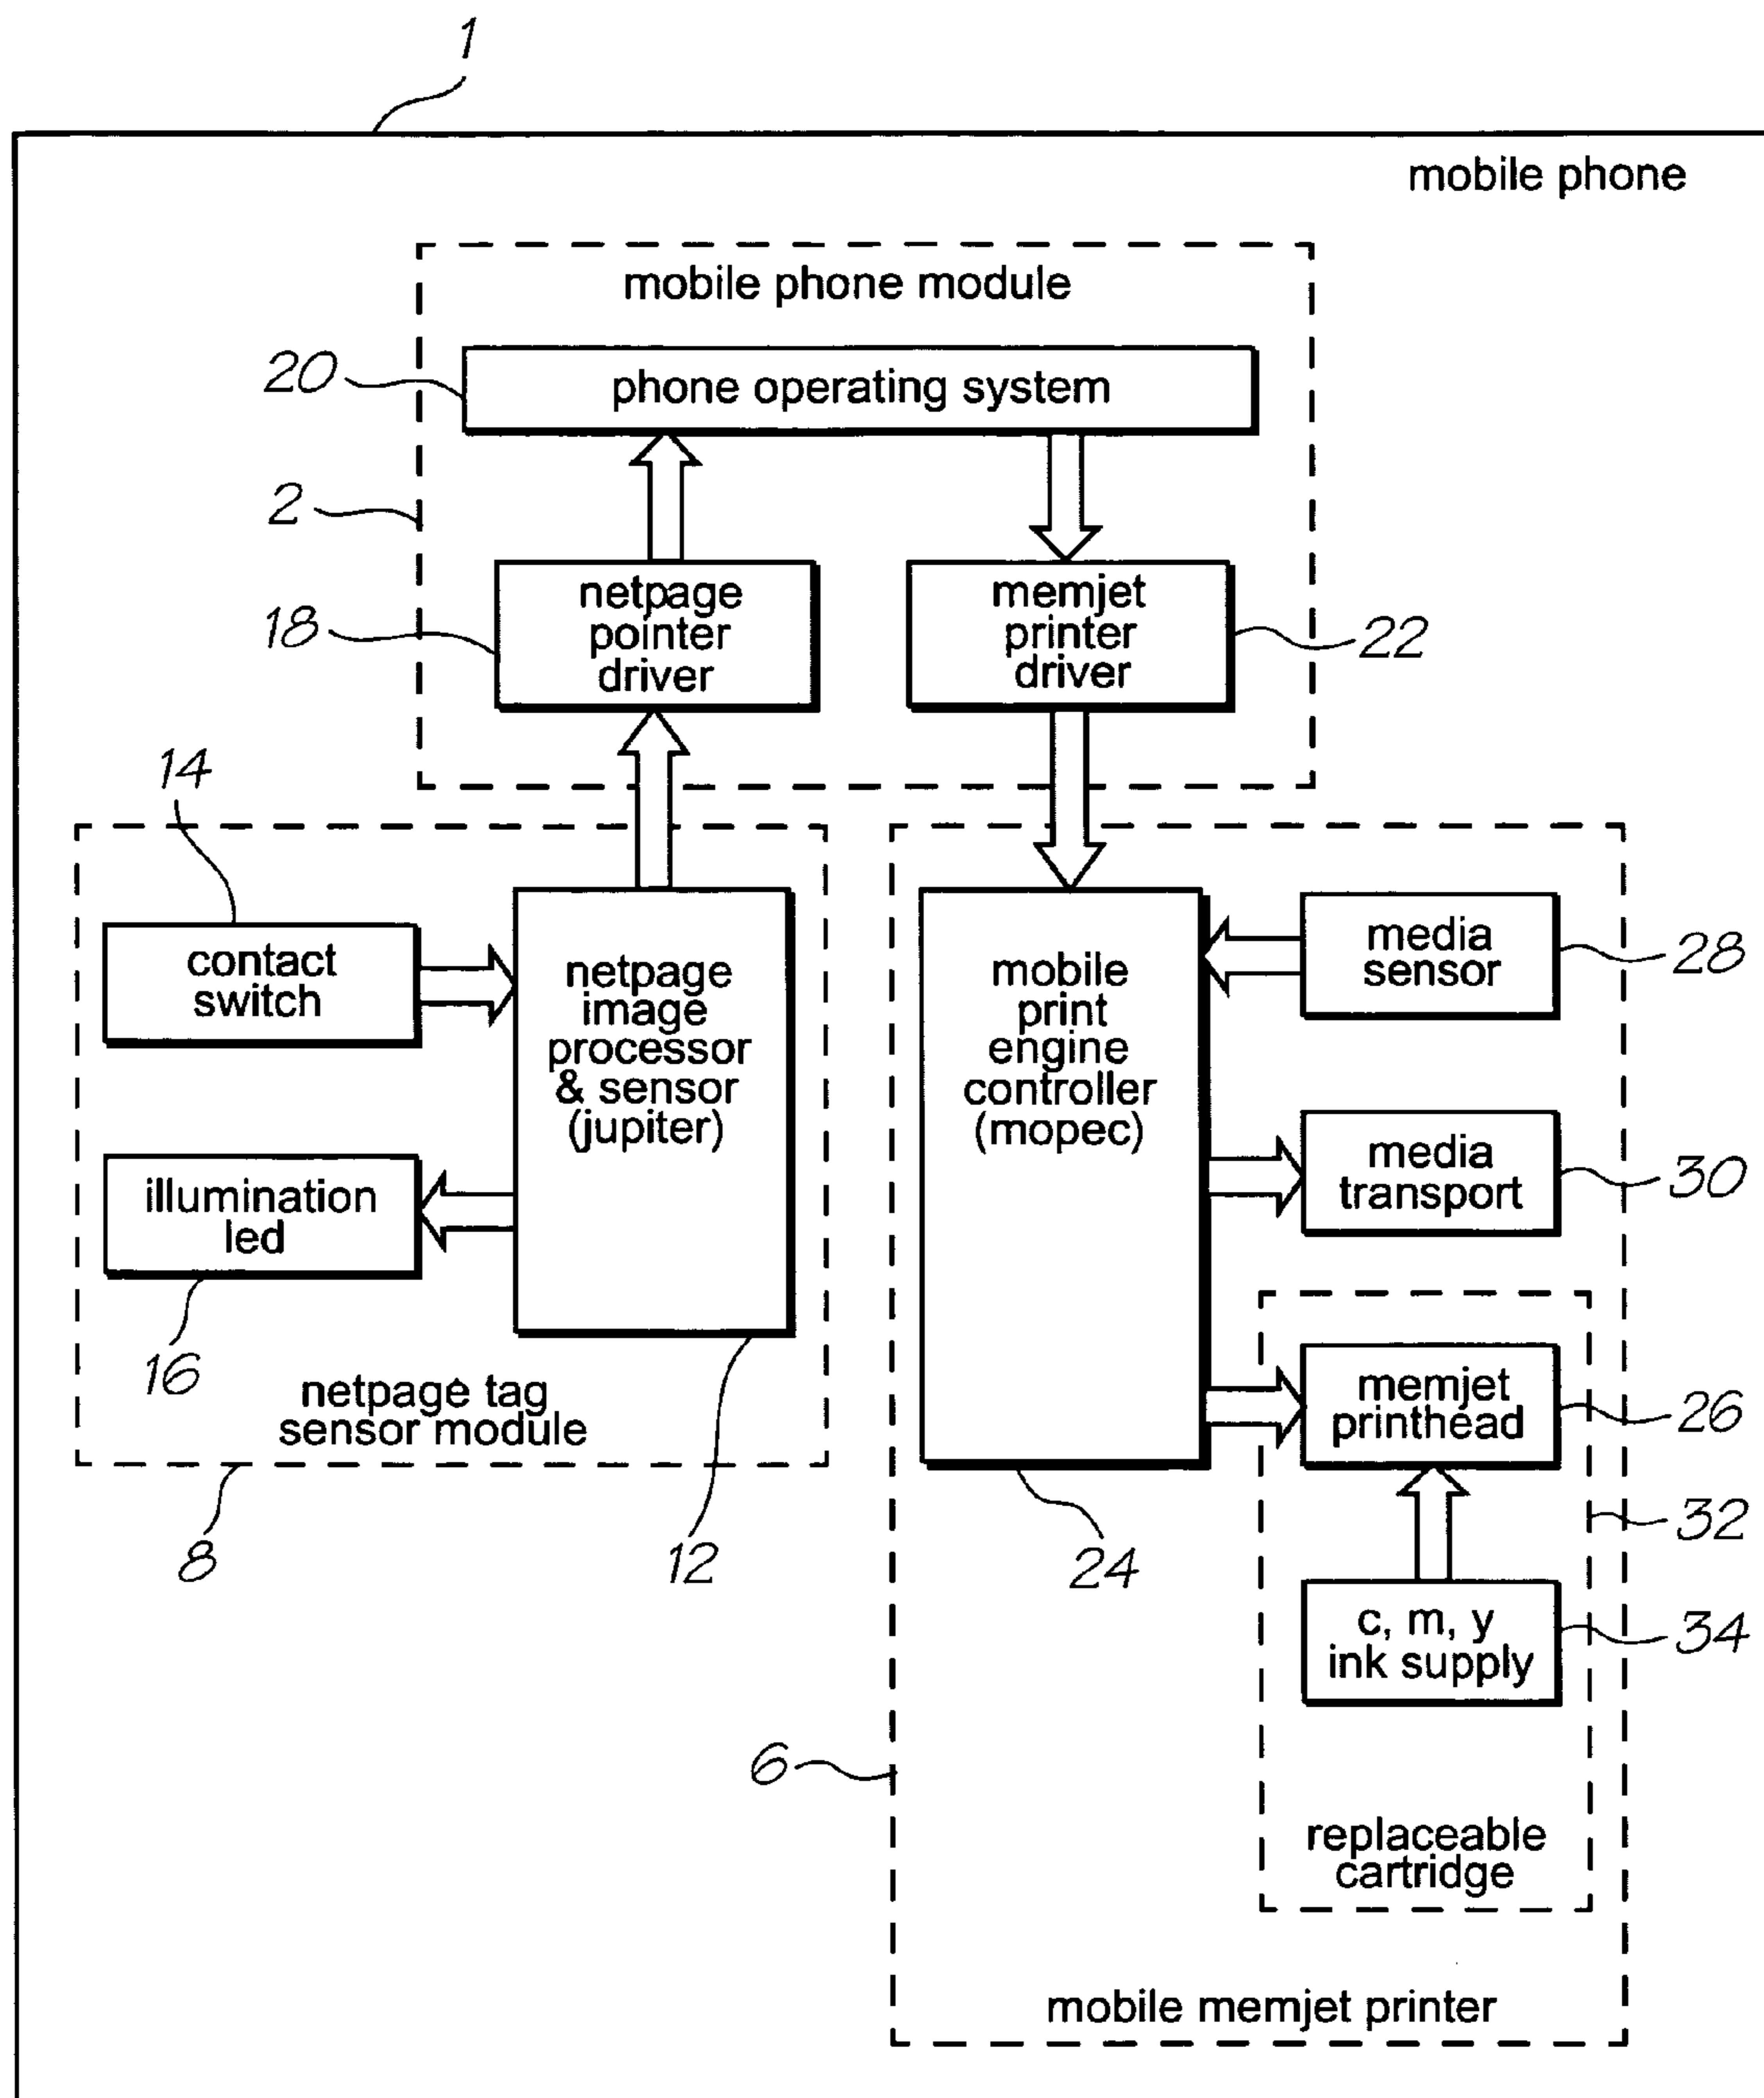 1
mobile phone
mobile phone module
20
phone operating system
2
18
netpage
pointer
driver
memjet
printer
driver
22
14
contact
switch
netpage
image
processor
& sensor
(jupiter)
illumination
led
16
netpage tag
sensor module
8
12
mobile
print
engine
controller
(mopec)
media
sensor
28
media
transport
30
memjet
printhead
26
32
24
c, m, y
ink supply
34
6
replaceable
cartridge
mobile memjet printer